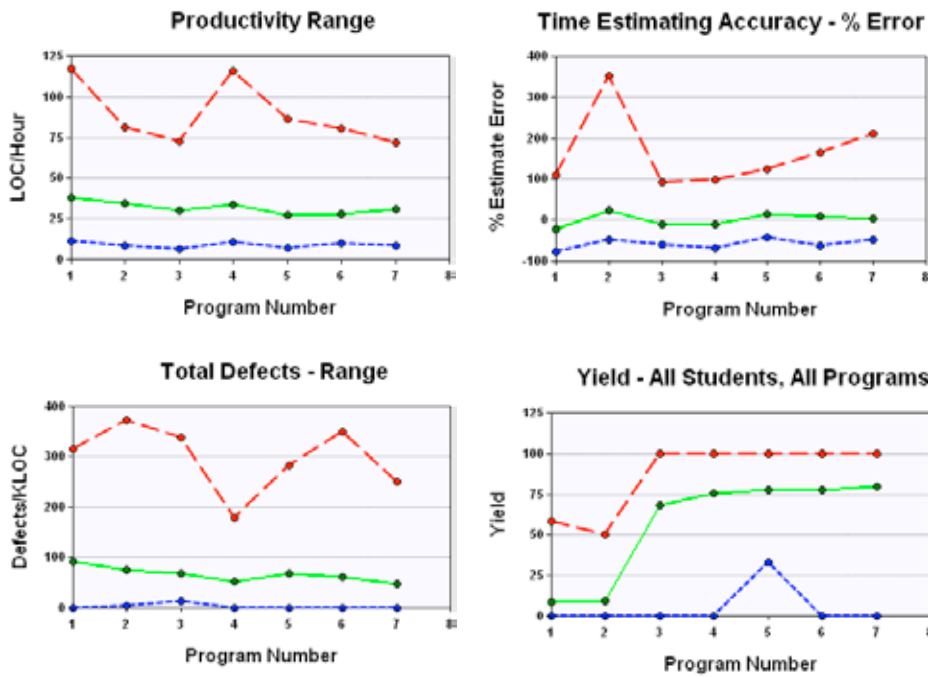 Productivity Range
125
100
75
50
25
0
LOC/Hour
1 2 3 4 5 6 7 8
Program Number
Time Estimating Accuracy - % Error
400
300
200
100
0
-100
% Estimate Error
1 2 3 4 5 6 7 8
Program Number
Total Defects - Range
400
300
200
100
0
Defects/KLOC
1 2 3 4 5 6 7 8
Program Number
Yield - All Students, All Programs
125
100
75
50
25
0
Yield
1 2 3 4 5 6 7 8
Program Number